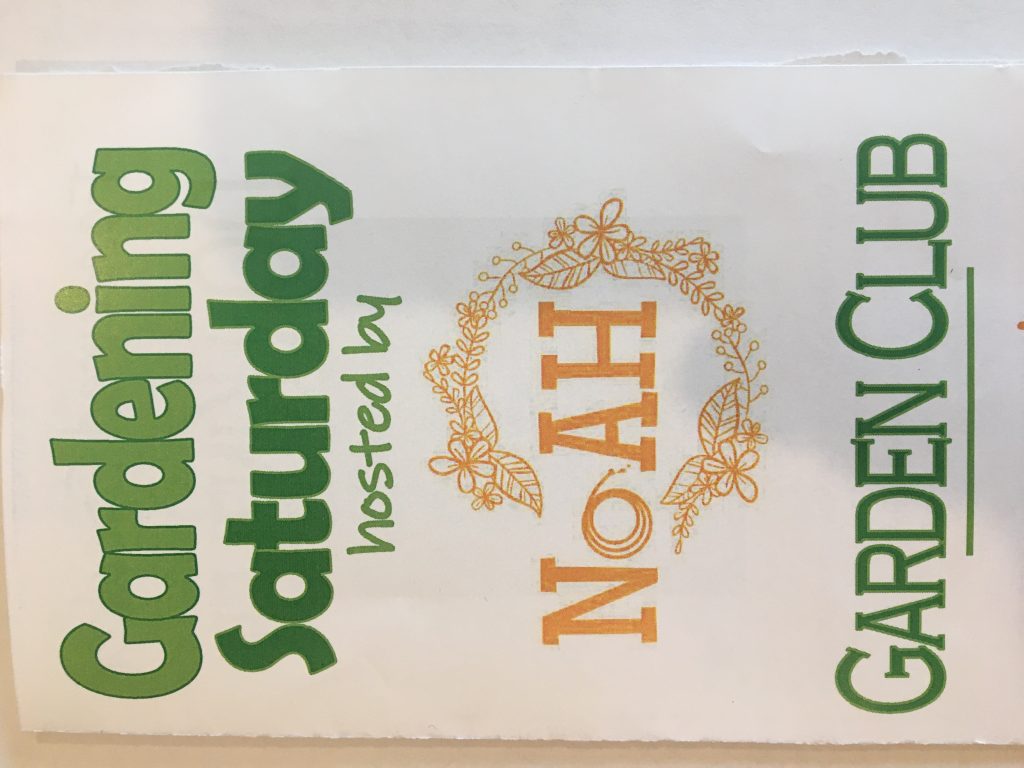 Gardening
Saturday
hosted by
NOAH
GARDEN CLUB